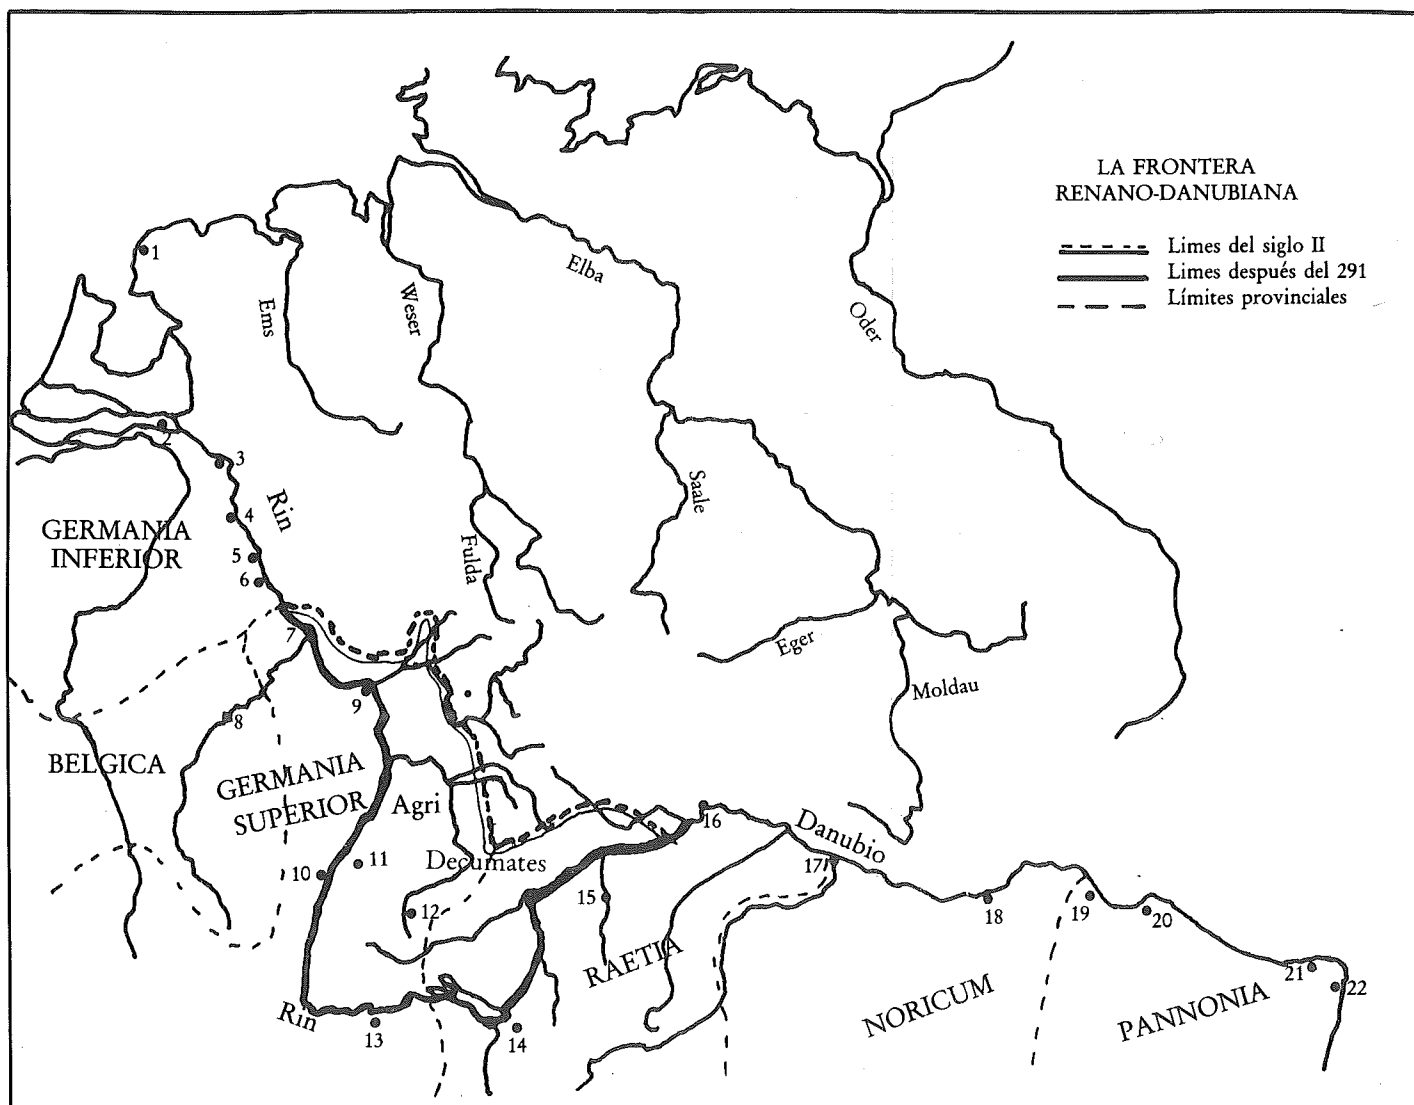 LA FRONTERA
RENANO-DANUBIANA
Limes del siglo II
Limes después del 291
Límites provinciales
1
Ems
Weser
Elba
Oder
2
3
Rin
4
GERMANIA
INFERIOR
5
6
Fulda
Saale
7
Eger
Moldau
8
9
BELGICA
GERMANIA
SUPERIOR
Agri
Decumates
16
Danubio
10
11
12
15
17
18
19
20
RAETIA
NORICUM
PANNONIA
21
22
Rin
13
14